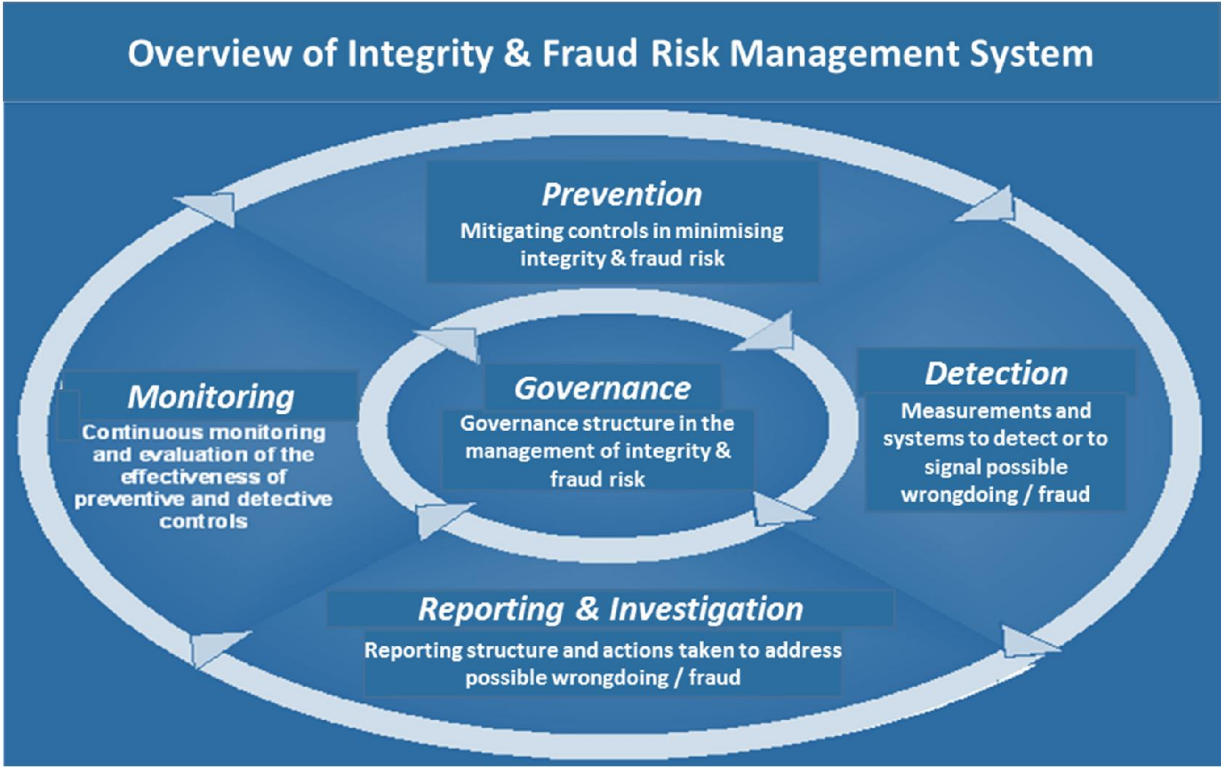 Overview of Integrity & Fraud Risk Management System
Prevention
Mitigating controls in minimising
integrity & fraud risk
Monitoring
Continuous monitoring
and evaluation of the
effectiveness of
preventive and detective
controls
Governance
Governance structure in the
management of integrity &
fraud risk
Detection
Measurements and
systems to detect or to
signal possible
wrongdoing / fraud
Reporting & Investigation
Reporting structure and actions taken to address
possible wrongdoing / fraud